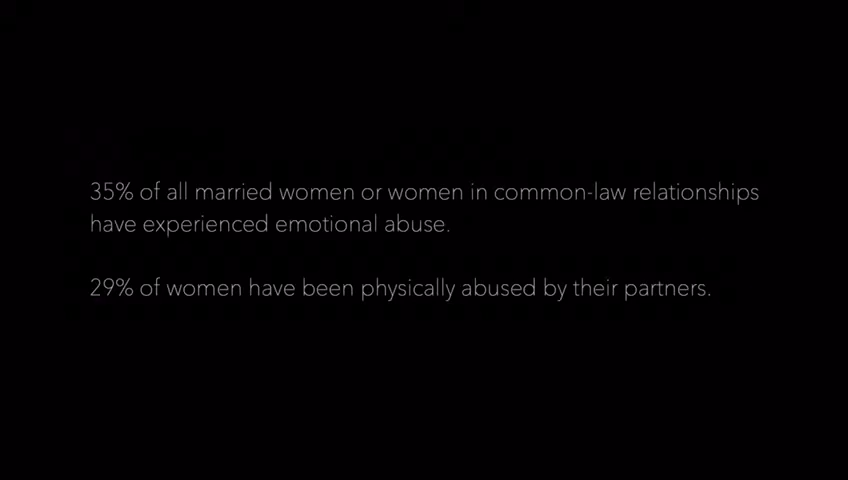 35% of all married women or women in common-law relationships
have experienced emotional abuse.
29% of women have been physically abused by their partners.